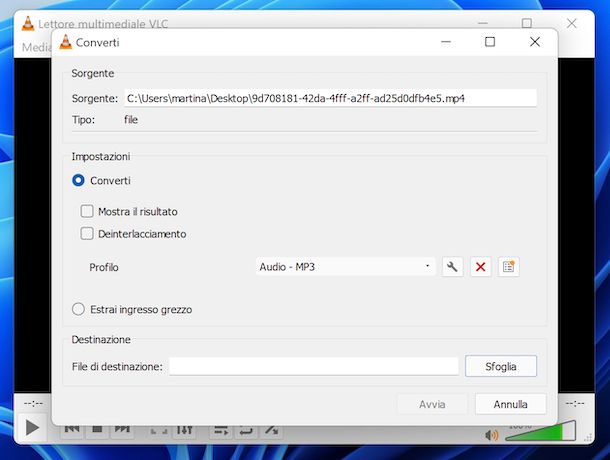 Lettore multimediale VLC
Media
Converti
Sorgente
Sorgente: C:\Users\martina\Desktop\9d708181-42da-4fff-a2ff-ad25d0dfb4e5.mp4
Tipo: file
Impostazioni
Converti
Mostra il risultato
Deinterlacciamento
Profilo Audio - MP3
Estrai ingresso grezzo
Destinazione
File di destinazione: Sfoglia
Avvia Annulla
--:-- --:--
100%